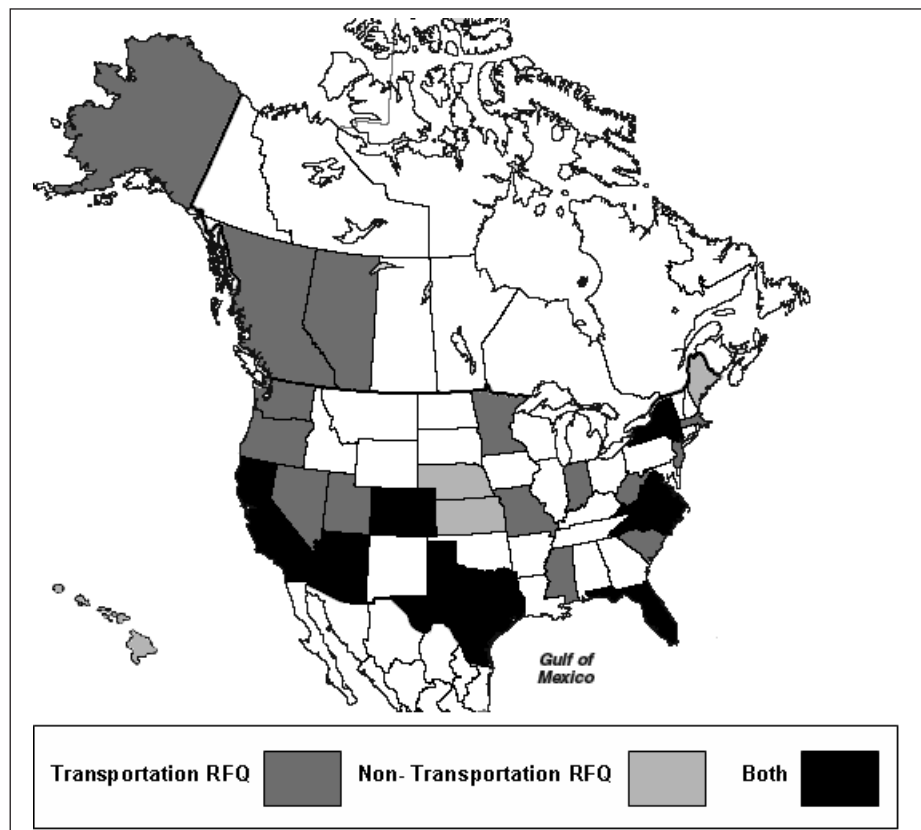 Gulf of
Mexico
Transportation RFQ
Non- Transportation RFQ
Both